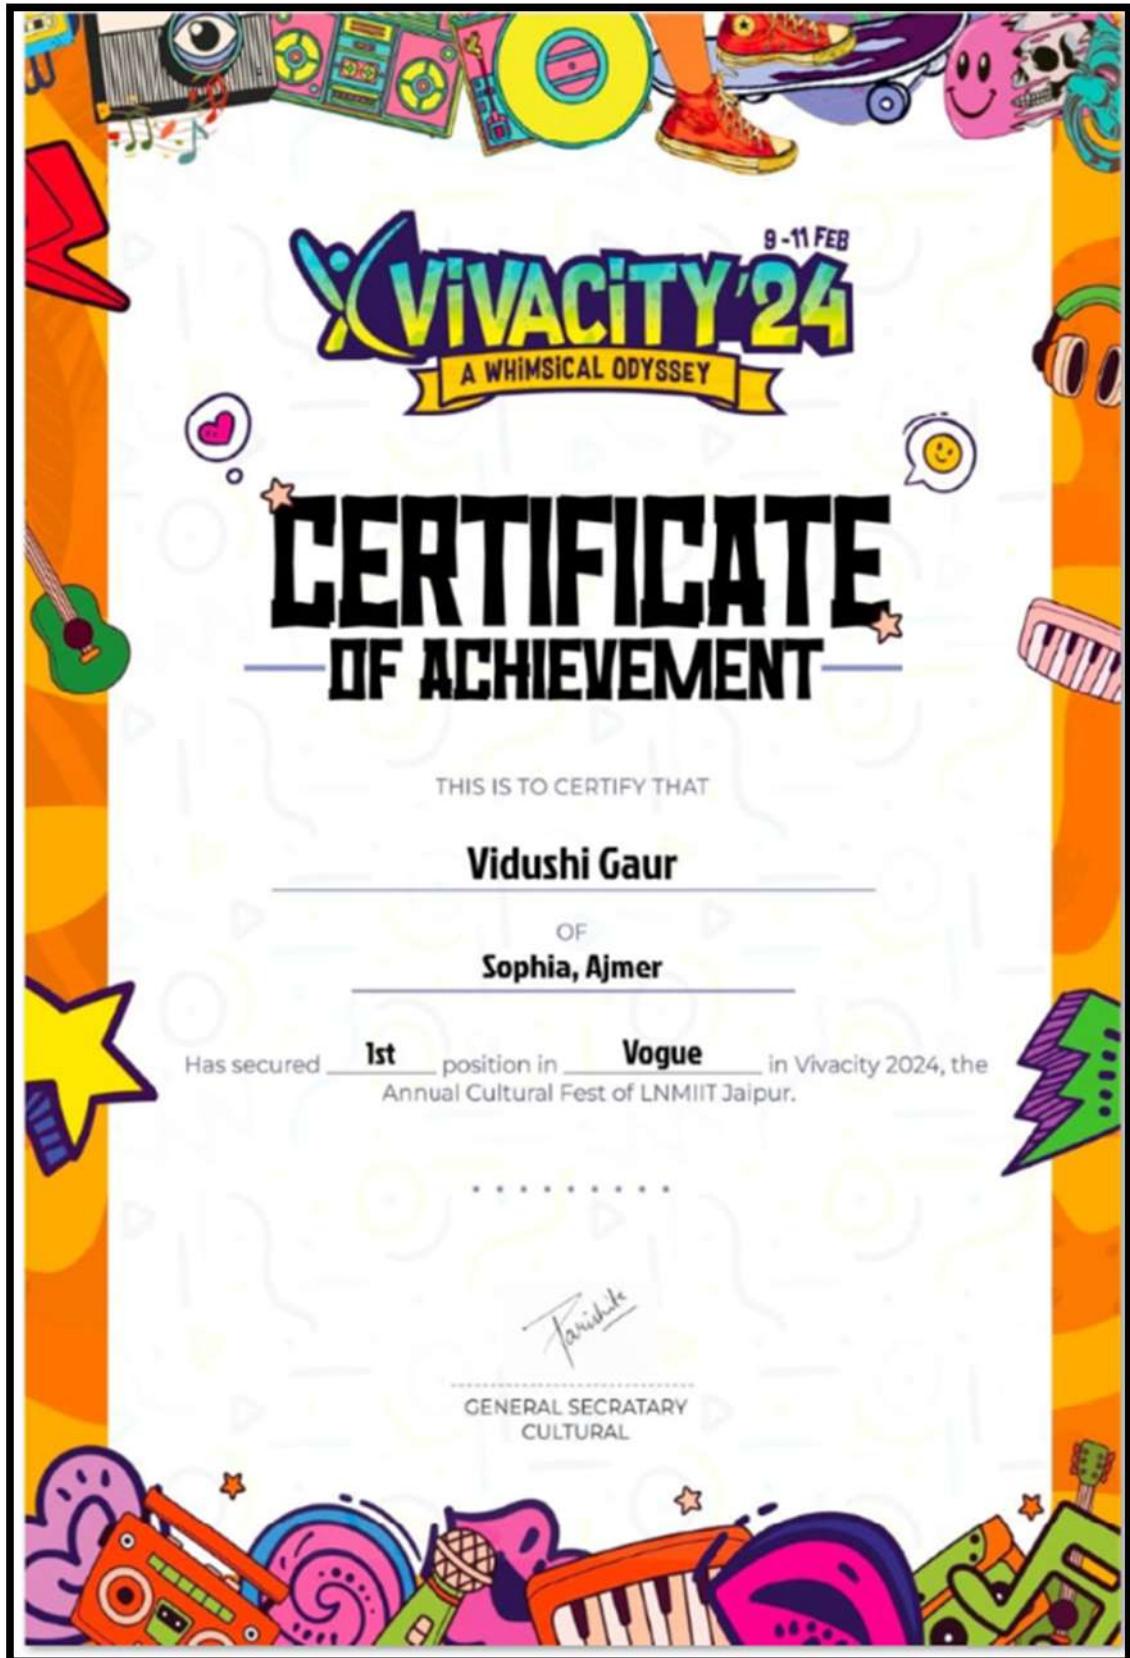 9-11 FEB
ViVACiTY'24
A WHiMSiCAL ODYSSEY
CERTIFICATE
OF ACHIEVEMENT
THIS IS TO CERTIFY THAT
Vidushi Gaur
OF
Sophia, Ajmer
Has secured 1st position in Vogue in Vivacity 2024, the
Annual Cultural Fest of LNMIIT Jaipur.
Parishite
GENERAL SECRATARY
CULTURAL